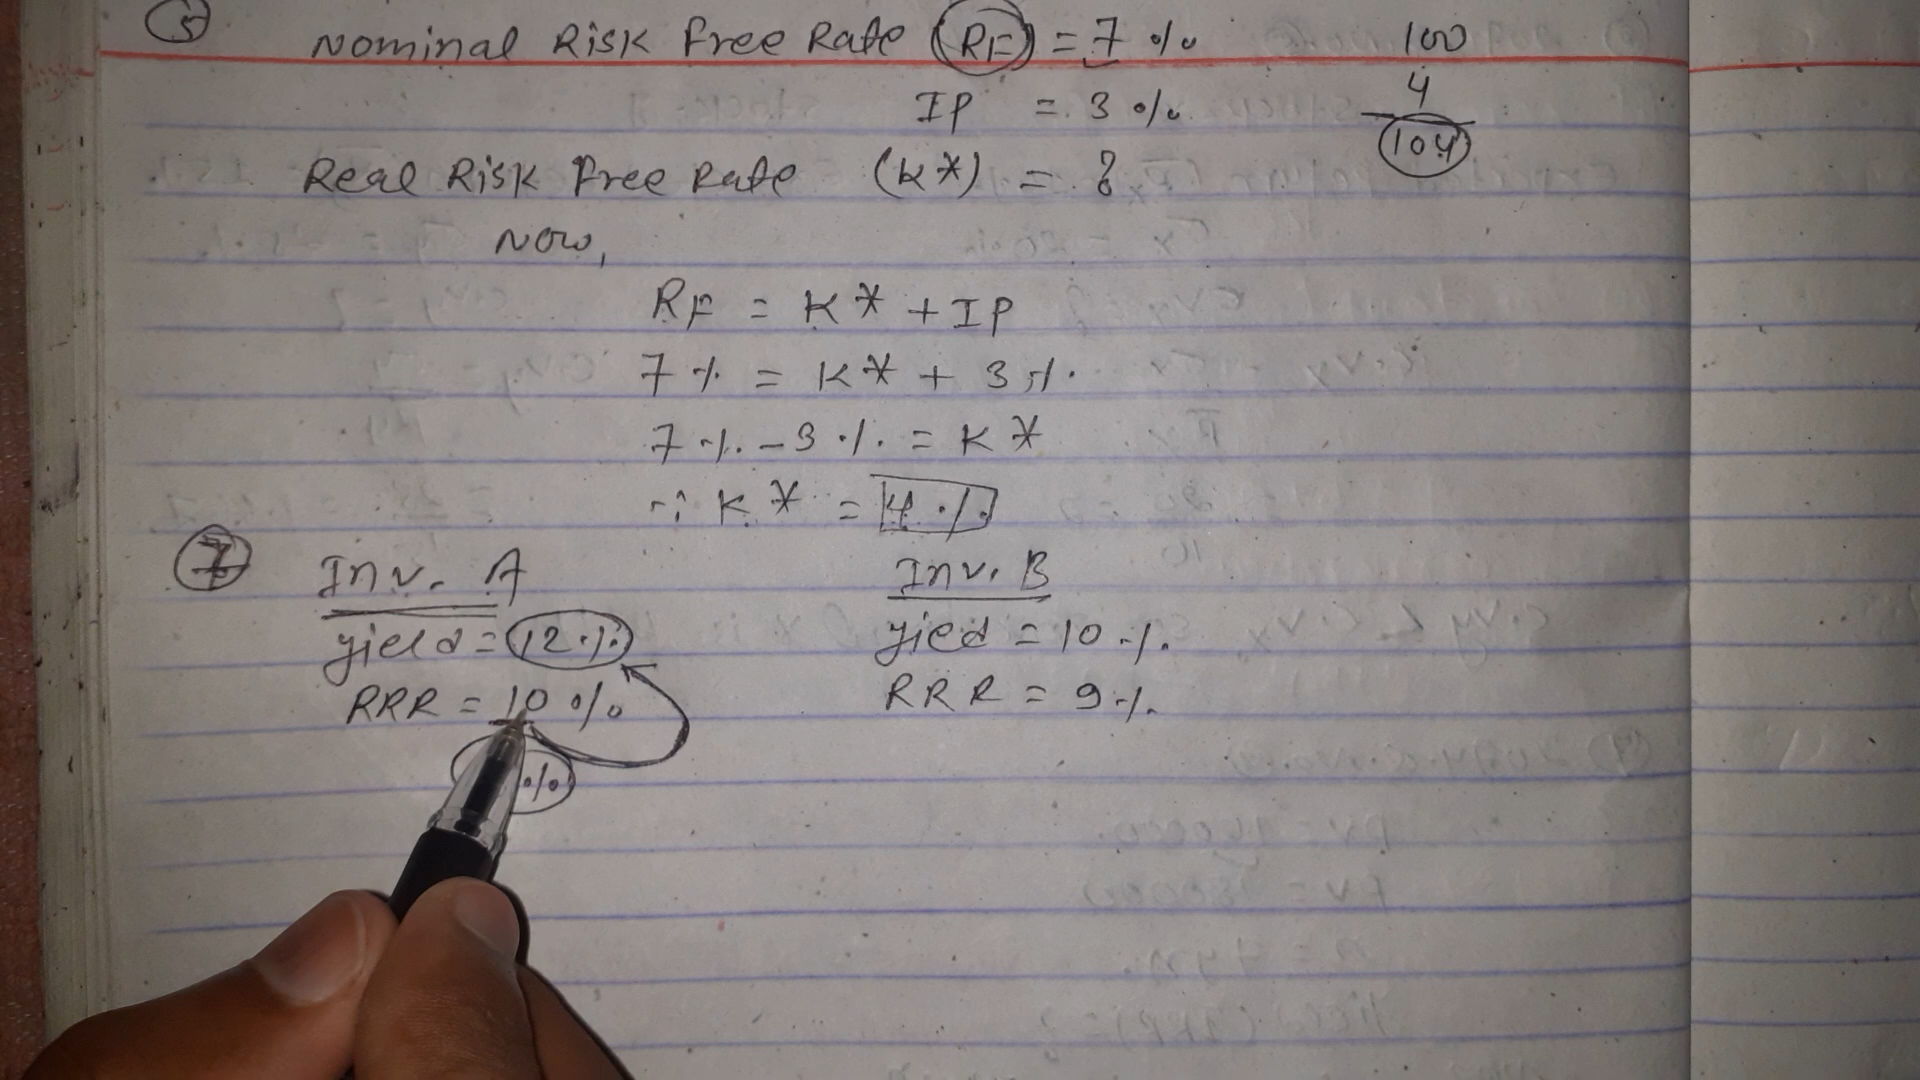 5 Nominal Risk free Rate (RF) = 7 % 100
IP = 3 % 4
104
Real Risk free Rate (K*) = ?
Now,
RF = K* + IP
7% = K* + 3%
7% - 3% = K*
∴ K* = 4%
7 Inv. A Inv. B
yield = 12% yied = 10%
RRR = 10% RRR = 9%
%